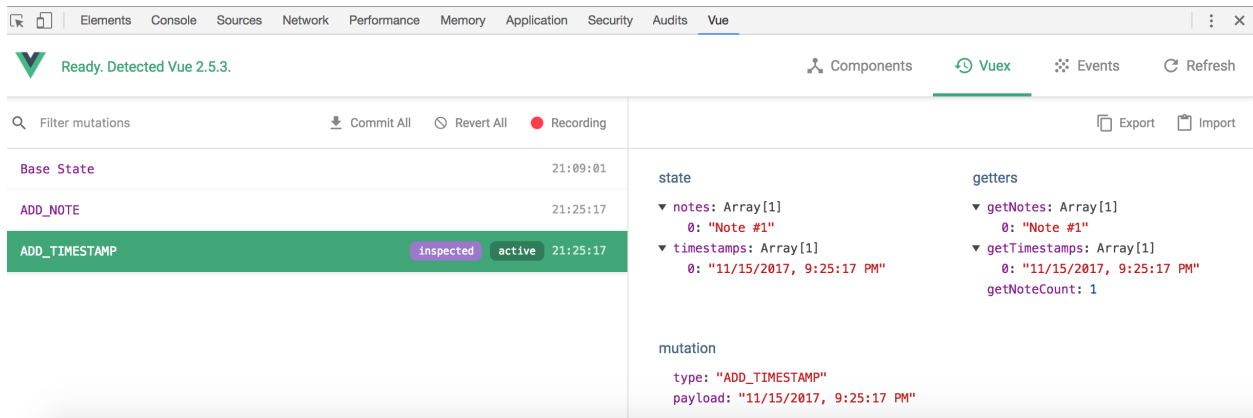 Elements Console Sources Network Performance Memory Application Security Audits Vue
Ready. Detected Vue 2.5.3.
Components Vuex Events Refresh
Filter mutations Commit All Revert All Recording
Export Import
Base State 21:09:01
ADD_NOTE 21:25:17
ADD_TIMESTAMP inspected active 21:25:17
state
▼ notes: Array[1]
0: "Note #1"
▼ timestamps: Array[1]
0: "11/15/2017, 9:25:17 PM"
getters
▼ getNotes: Array[1]
0: "Note #1"
▼ getTimestamps: Array[1]
0: "11/15/2017, 9:25:17 PM"
getNoteCount: 1
mutation
type: "ADD_TIMESTAMP"
payload: "11/15/2017, 9:25:17 PM"